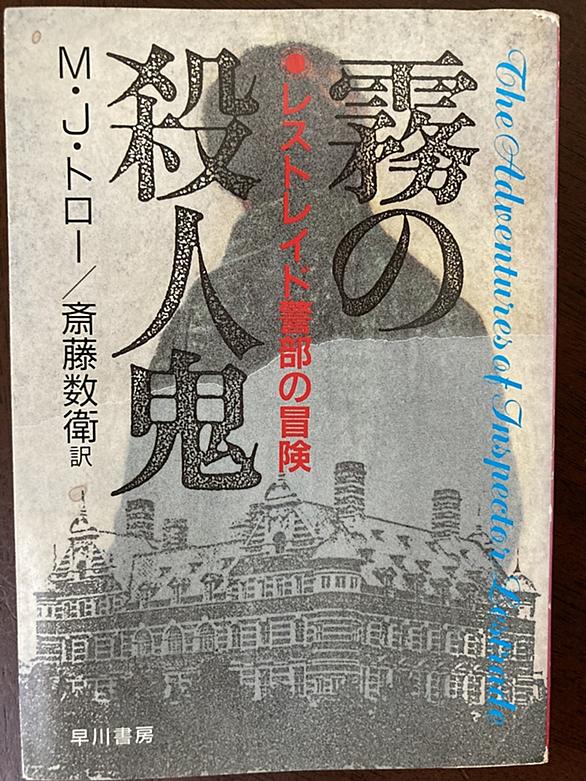 The Adventures of Inspector Lestrade
霧の
殺人鬼
●レストレイド警部の冒険
M・J・トロー/斎藤数衛訳
早川書房